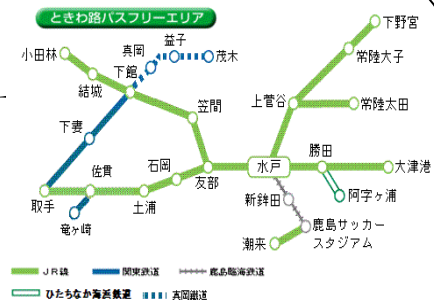 ときわ路パスフリーエリア
下野宮
益子
真岡
茂木
小田林
下館
常陸大子
結城
笠間
上菅谷
常陸太田
下妻
石岡
水戸
勝田
大津港
佐貫
友部
新鉾田
阿字ヶ浦
取手
土浦
竜ヶ崎
潮来
鹿島サッカー
スタジアム
JR線
関東鉄道
鹿島臨海鉄道
ひたちなか海浜鉄道
真岡鐵道